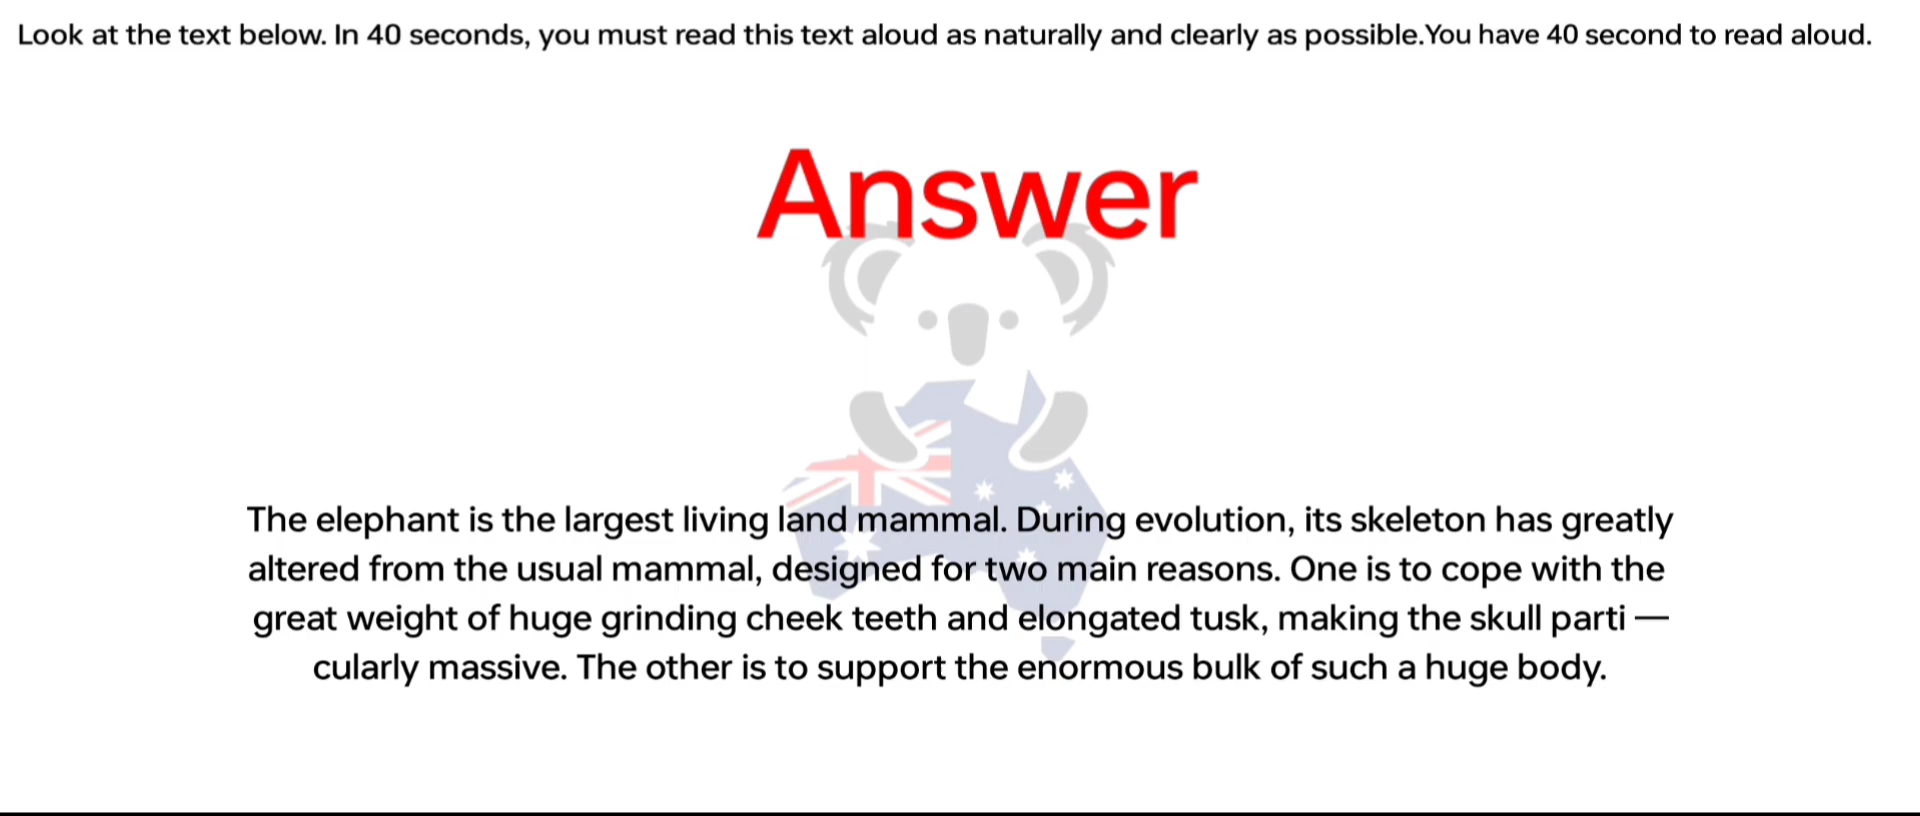 Look at the text below. In 40 seconds, you must read this text aloud as naturally and clearly as possible.You have 40 second to read aloud.
Answer
The elephant is the largest living land mammal. During evolution, its skeleton has greatly
altered from the usual mammal, designed for two main reasons. One is to cope with the
great weight of huge grinding cheek teeth and elongated tusk, making the skull parti —
cularly massive. The other is to support the enormous bulk of such a huge body.